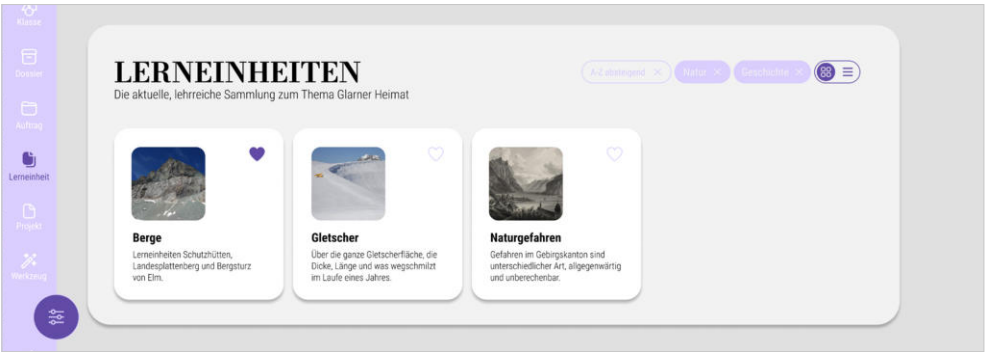 Klasse
Dossier
Auftrag
Lerneinheit
Projekt
Werkzeug
LERNEINHEITEN
Die aktuelle, lehrreiche Sammlung zum Thema Glarner Heimat
A-Z absteigend ×
Natur ×
Geschichte ×
Berge
Lerneinheiten Schutzhütten,
Landesplattenberg und Bergsturz
von Elm.
Gletscher
Über die ganze Gletscherfläche, die
Dicke, Länge und was wegschmilzt
im Laufe eines Jahres.
Naturgefahren
Gefahren im Gebirgskanton sind
unterschiedlicher Art, allgegenwärtig
und unberechenbar.